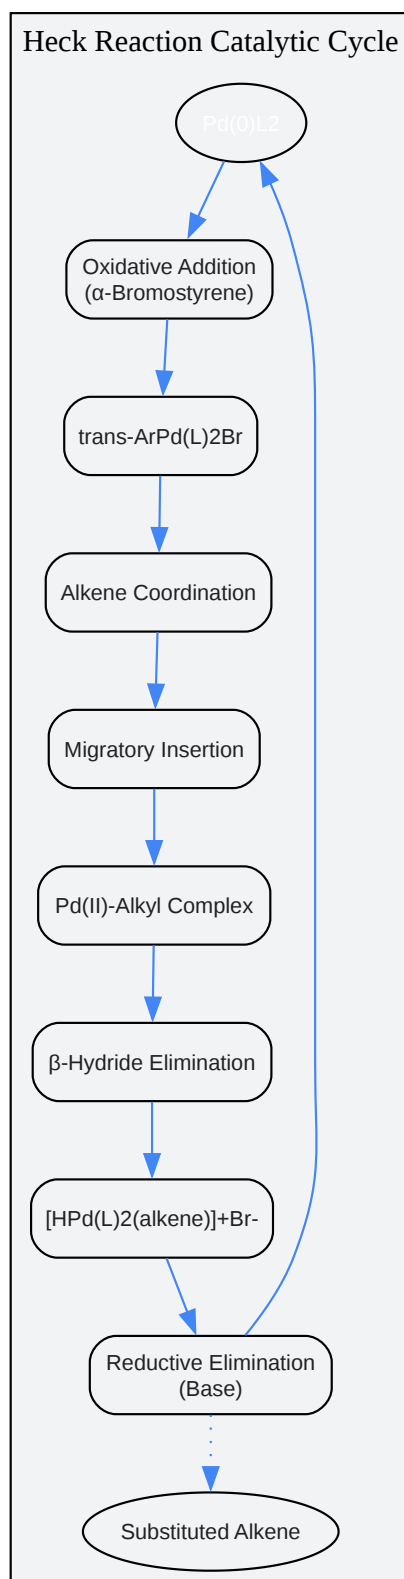 Heck Reaction Catalytic Cycle
Pd(0)L2
Oxidative Addition
(α-Bromostyrene)
trans-ArPd(L)2Br
Alkene Coordination
Migratory Insertion
Pd(II)-Alkyl Complex
β-Hydride Elimination
[HPd(L)2(alkene)]+Br-
Reductive Elimination
(Base)
Substituted Alkene